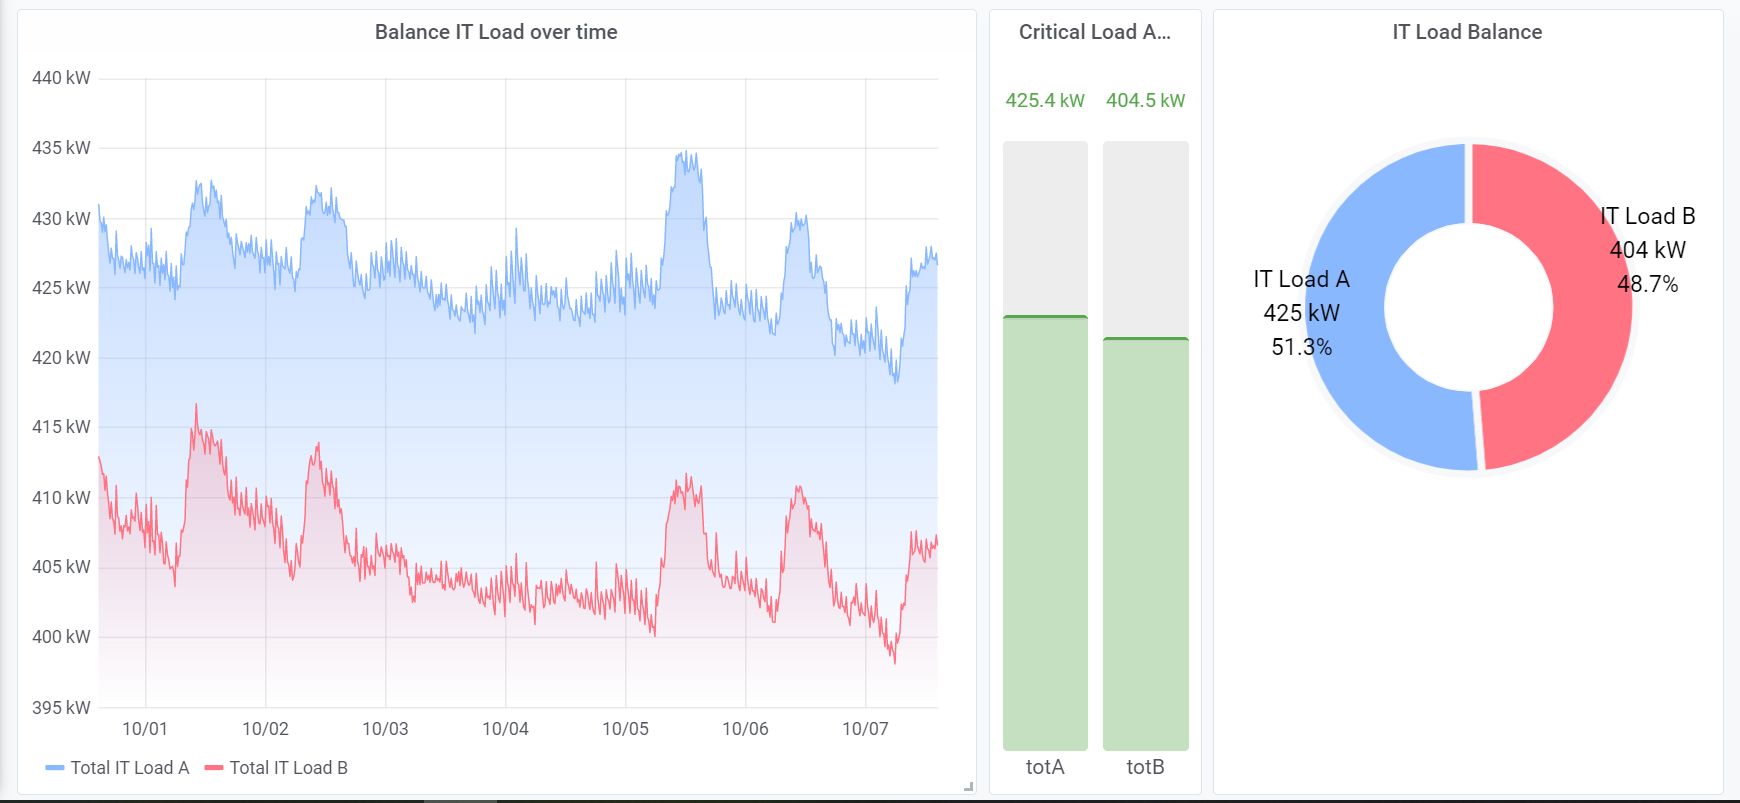 Balance IT Load over time
440 kW
435 kW
430 kW
425 kW
420 kW
415 kW
410 kW
405 kW
400 kW
395 kW
10/01 10/02 10/03 10/04 10/05 10/06 10/07
Total IT Load A Total IT Load B
Critical Load A...
425.4 kW 404.5 kW
totA totB
IT Load Balance
IT Load B
404 kW
48.7%
IT Load A
425 kW
51.3%